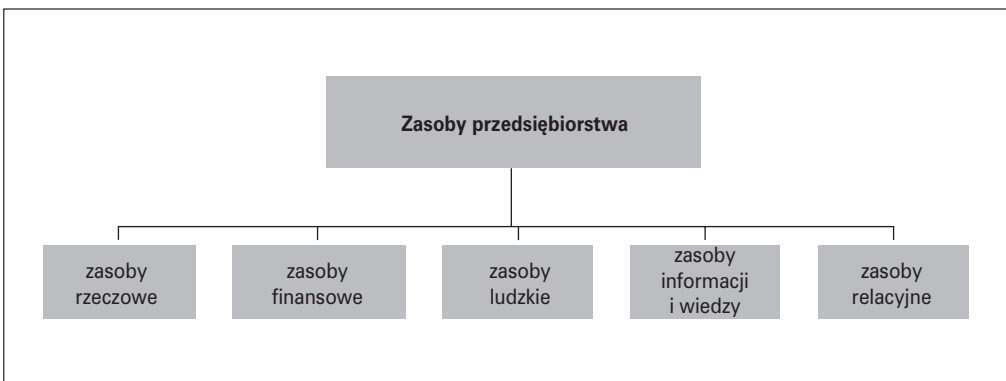 Zasoby przedsiębiorstwa
zasoby
rzeczowe
zasoby
finansowe
zasoby
ludzkie
zasoby
informacji
i wiedzy
zasoby
relacyjne